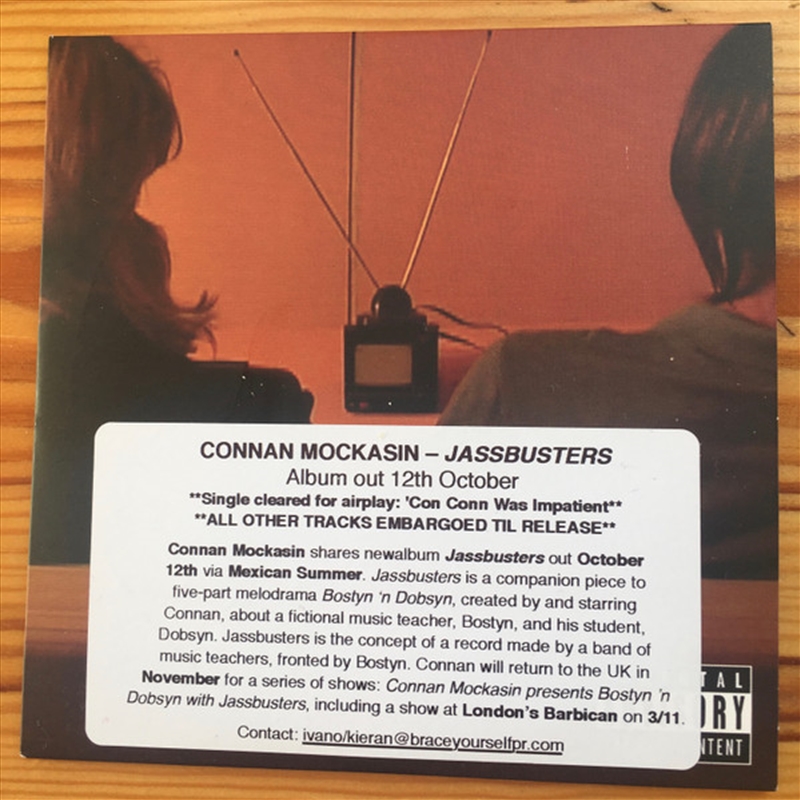 CONNAN MOCKASIN – JASSBUSTERS
Album out 12th October
**Single cleared for airplay: 'Con Conn Was Impatient**
**ALL OTHER TRACKS EMBARGOED TIL RELEASE**
Connan Mockasin shares newalbum Jassbusters out October
12th via Mexican Summer. Jassbusters is a companion piece to
five-part melodrama Bostyn 'n Dobsyn, created by and starring
Connan, about a fictional music teacher, Bostyn, and his student,
Dobsyn. Jassbusters is the concept of a record made by a band of
music teachers, fronted by Bostyn. Connan will return to the UK in
November for a series of shows: Connan Mockasin presents Bostyn 'n
Dobsyn with Jassbusters, including a show at London's Barbican on 3/11.
Contact: ivano/kieran@braceyourselfpr.com
TAL
ORY
NTENT